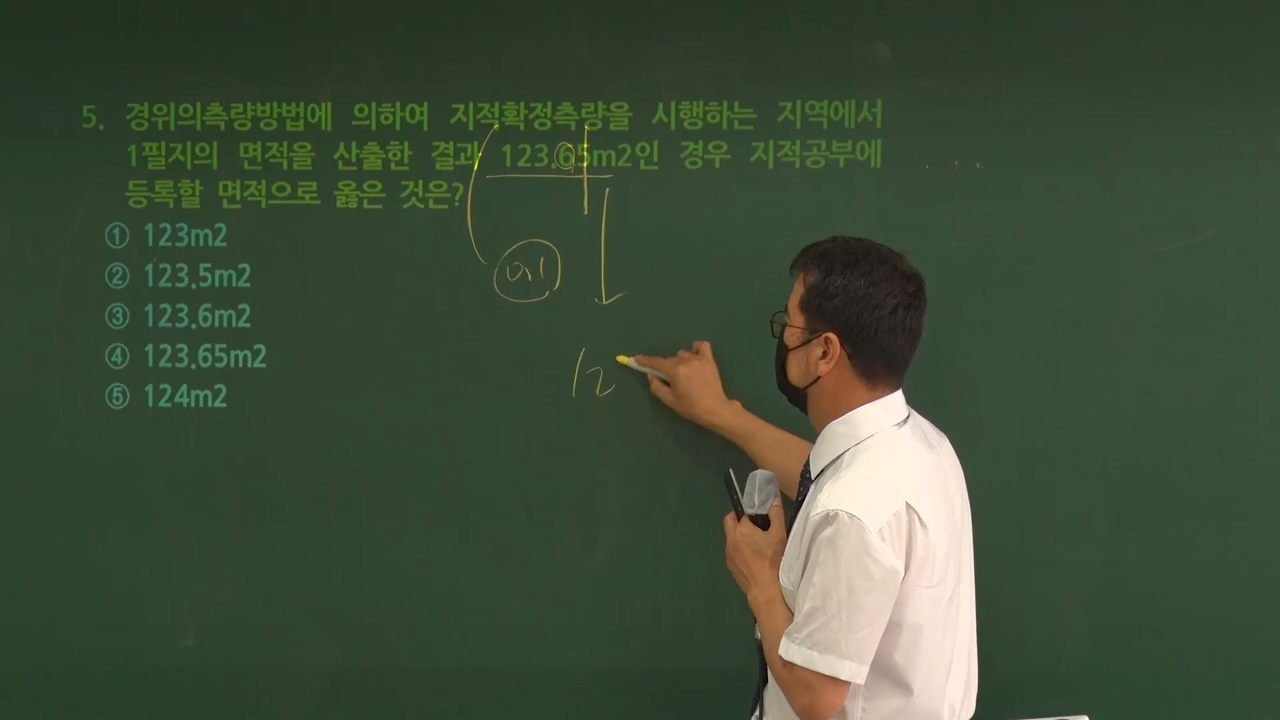 5. 경위의측량방법에 의하여 지적확정측량을 시행하는 지역에서
1필지의 면적을 산출한 결과 123.65m2인 경우 지적공부에
등록할 면적으로 옳은 것은?
① 123m2
② 123.5m2
③ 123.6m2
④ 123.65m2
⑤ 124m2
0.1
12